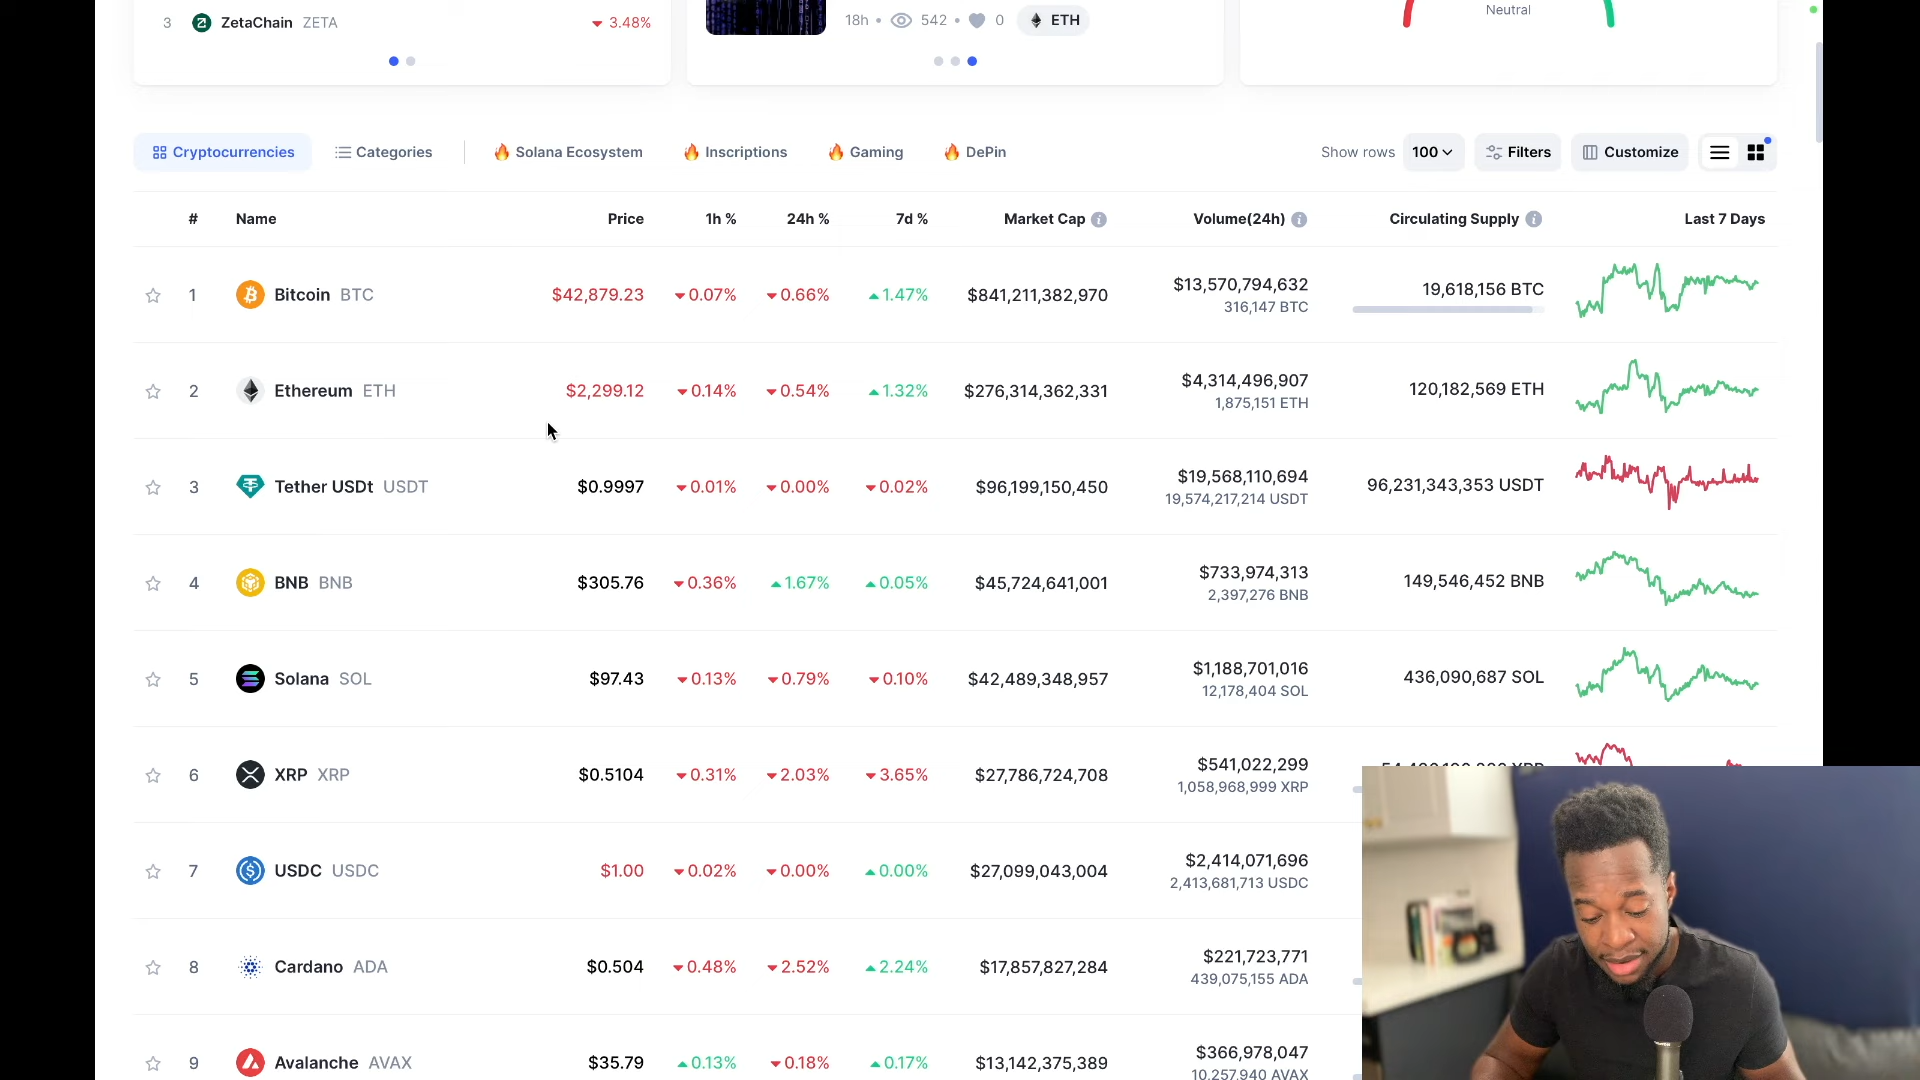 3 ZetaChain ZETA 3.48%
18h • 542 • 0 ETH
Neutral
Cryptocurrencies Categories Solana Ecosystem Inscriptions Gaming DePin Show rows 100 Filters Customize
# Name Price 1h % 24h % 7d % Market Cap Volume(24h) Circulating Supply Last 7 Days
1 Bitcoin BTC $42,879.23 0.07% 0.66% 1.47% $841,211,382,970 $13,570,794,632 19,618,156 BTC
316,147 BTC
2 Ethereum ETH $2,299.12 0.14% 0.54% 1.32% $276,314,362,331 $4,314,496,907 120,182,569 ETH
1,875,151 ETH
3 Tether USDt USDT $0.9997 0.01% 0.00% 0.02% $96,199,150,450 $19,568,110,694 96,231,343,353 USDT
19,574,217,214 USDT
4 BNB BNB $305.76 0.36% 1.67% 0.05% $45,724,641,001 $733,974,313 149,546,452 BNB
2,397,276 BNB
5 Solana SOL $97.43 0.13% 0.79% 0.10% $42,489,348,957 $1,188,701,016 436,090,687 SOL
12,178,404 SOL
6 XRP XRP $0.5104 0.31% 2.03% 3.65% $27,786,724,708 $541,022,299 XRP
1,058,968,999 XRP
7 USDC USDC $1.00 0.02% 0.00% 0.00% $27,099,043,004 $2,414,071,696
2,413,681,713 USDC
8 Cardano ADA $0.504 0.48% 2.52% 2.24% $17,857,827,284 $221,723,771
439,075,155 ADA
9 Avalanche AVAX $35.79 0.13% 0.18% 0.17% $13,142,375,389 $366,978,047
10,257,940 AVAX